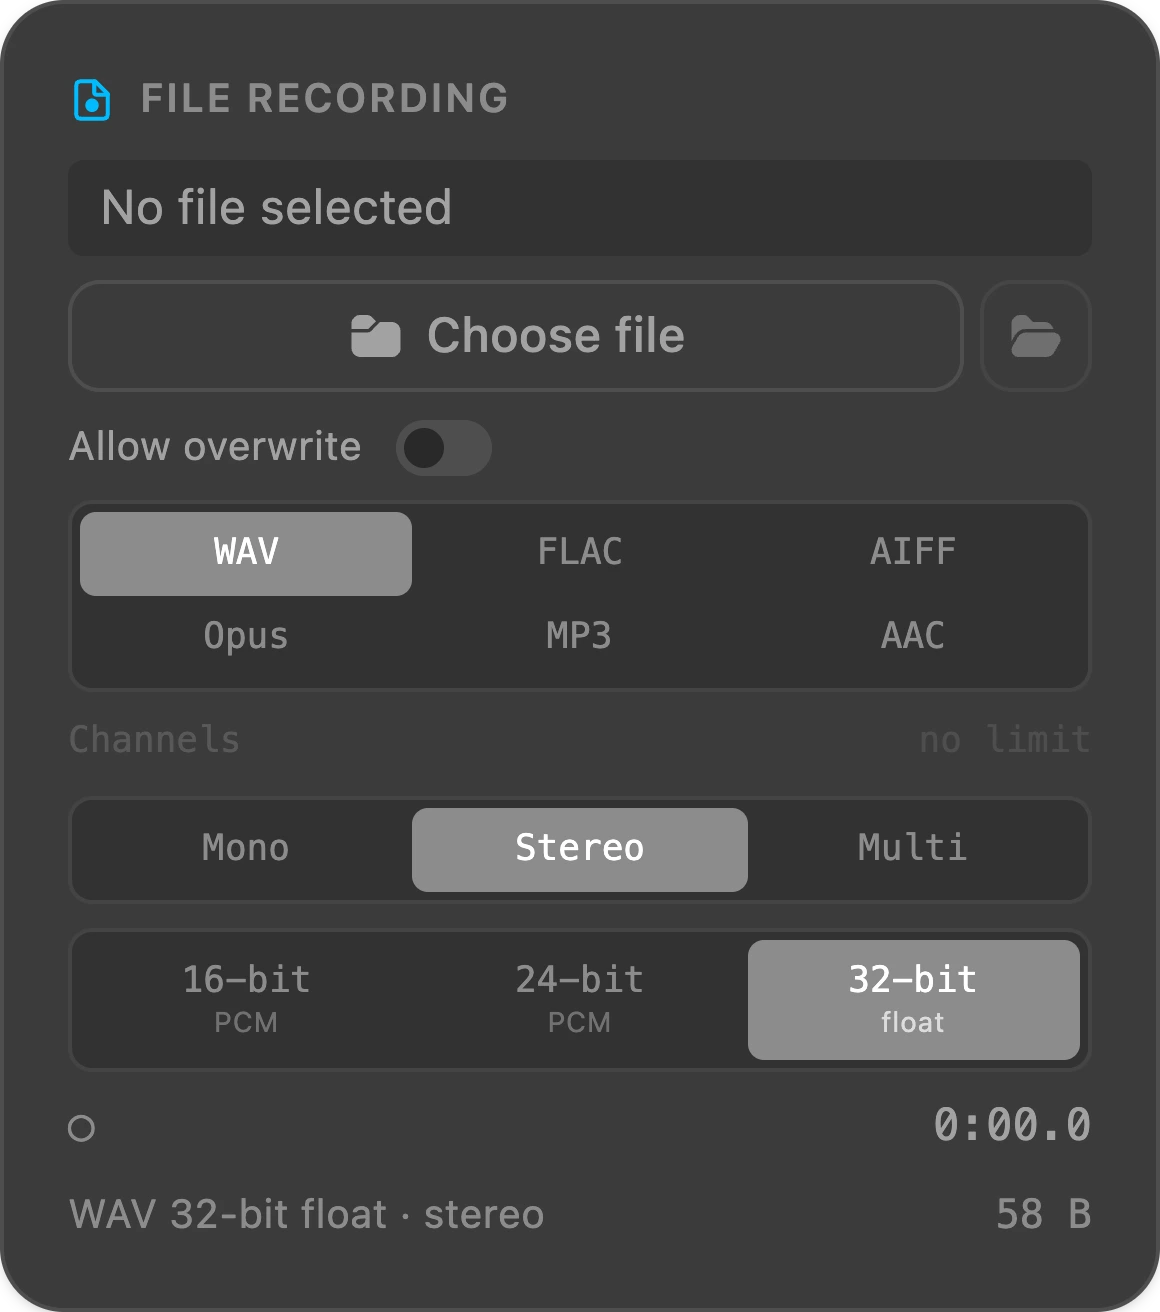 FILE RECORDING
No file selected
Choose file
Allow overwrite
WAV FLAC AIFF
Opus MP3 AAC
Channels no limit
Mono Stereo Multi
16-bit 24-bit 32-bit
PCM PCM float
0:00.0
WAV 32-bit float · stereo 58 B